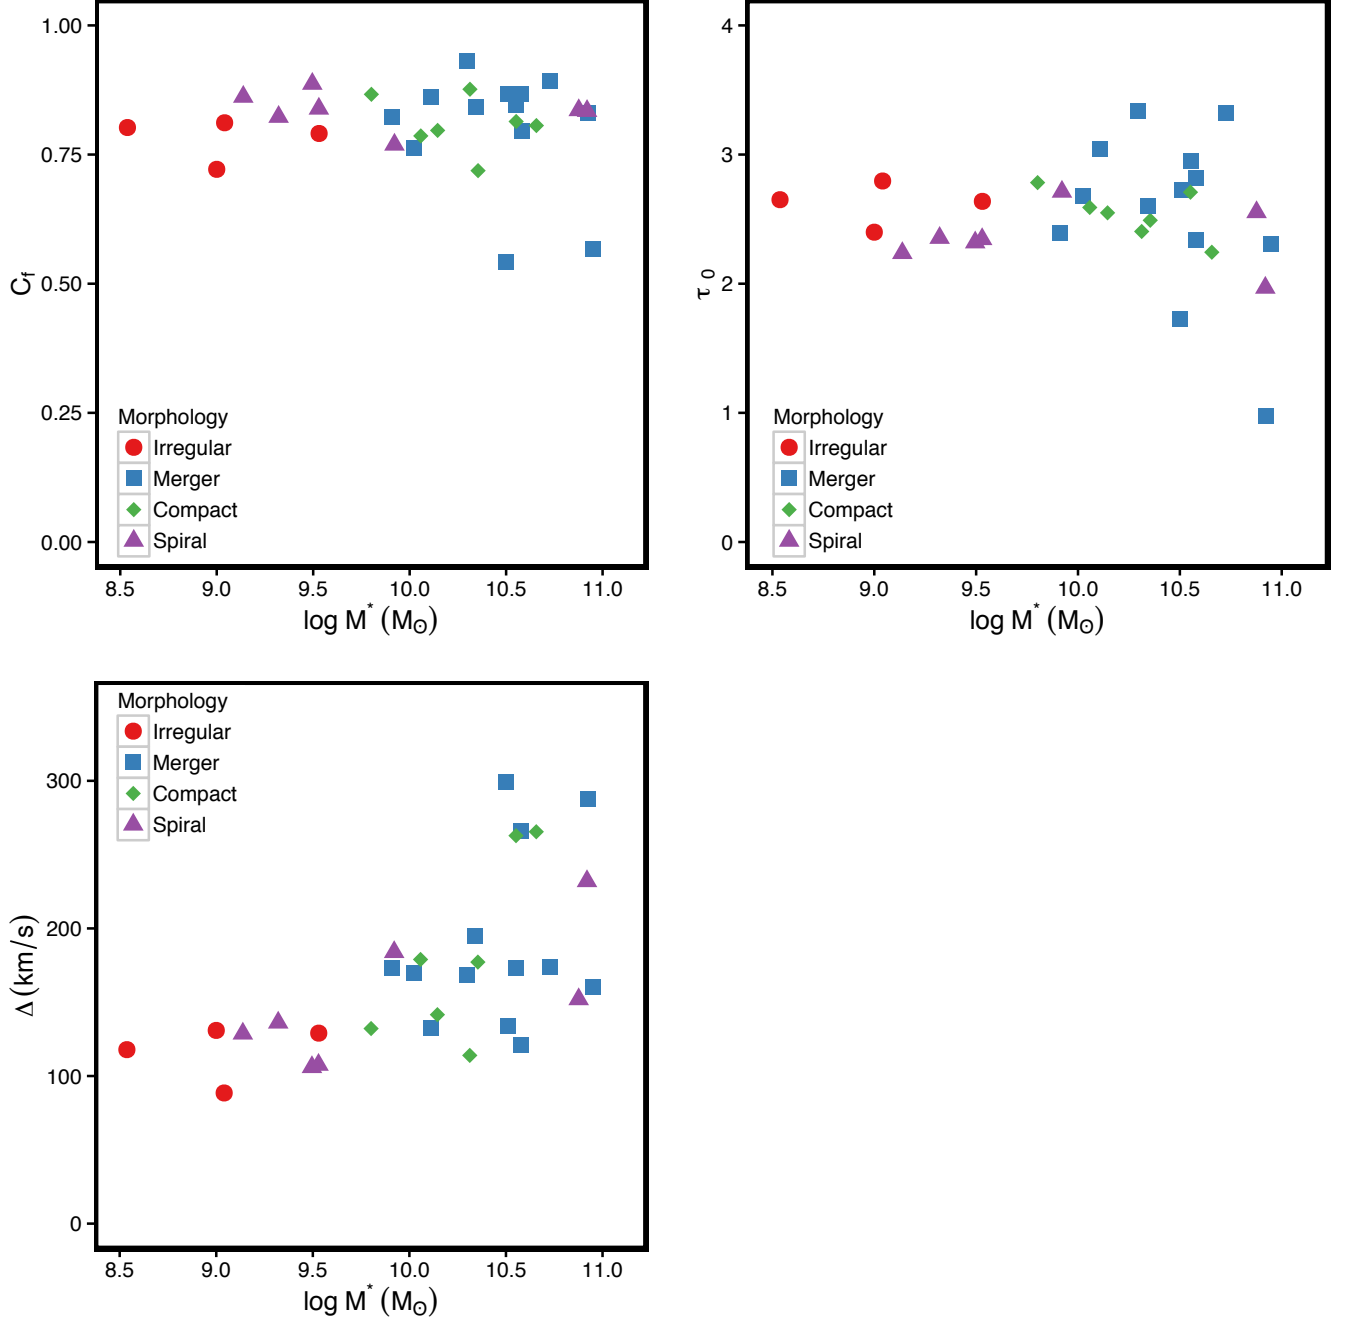 1.00
0.75
0.50
0.25
0.00
C_f
Morphology
Irregular
Merger
Compact
Spiral
8.5 9.0 9.5 10.0 10.5 11.0
log M* (M⊙)
4
3
2
1
0
τ 0
Morphology
Irregular
Merger
Compact
Spiral
8.5 9.0 9.5 10.0 10.5 11.0
log M* (M⊙)
Morphology
Irregular
Merger
Compact
Spiral
300
200
100
0
Δ (km/s)
8.5 9.0 9.5 10.0 10.5 11.0
log M* (M⊙)